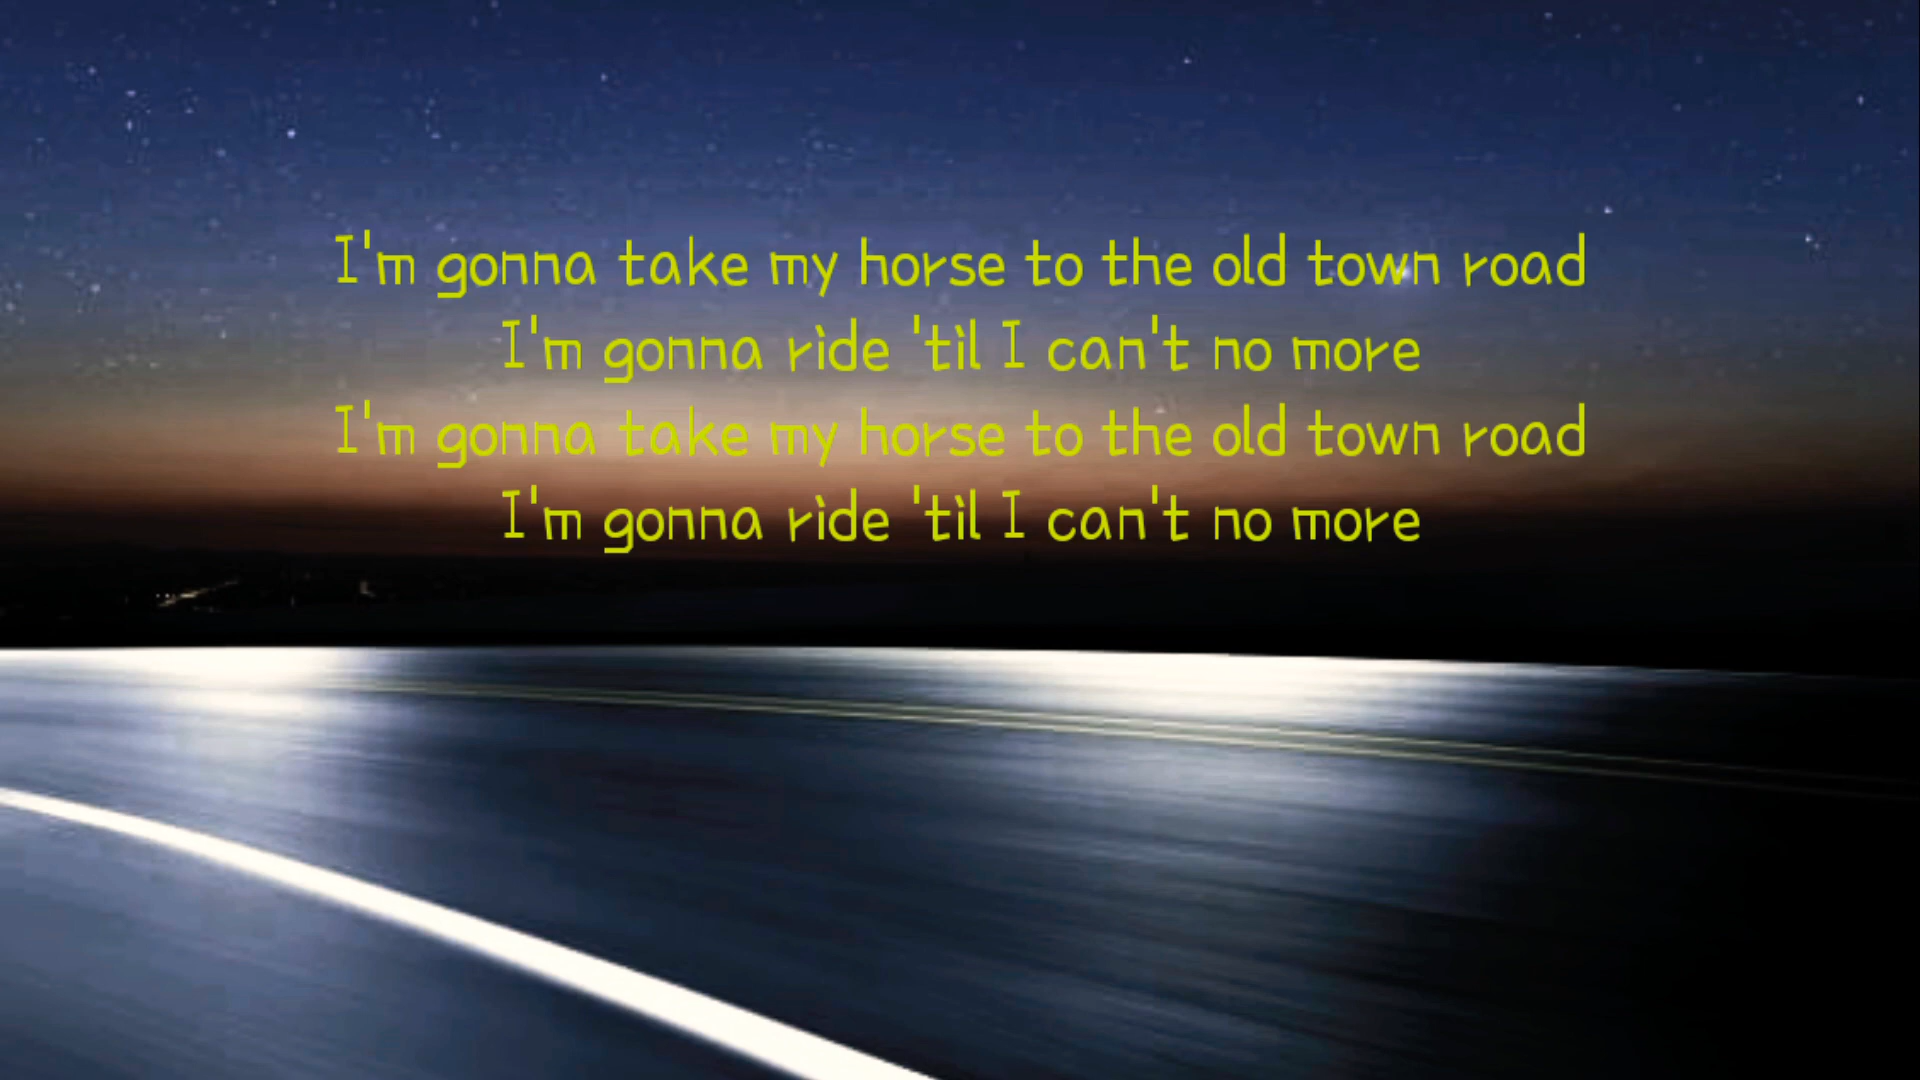 I'm gonna take my horse to the old town road
I'm gonna ride 'til I can't no more
I'm gonna take my horse to the old town road
I'm gonna ride 'til I can't no more